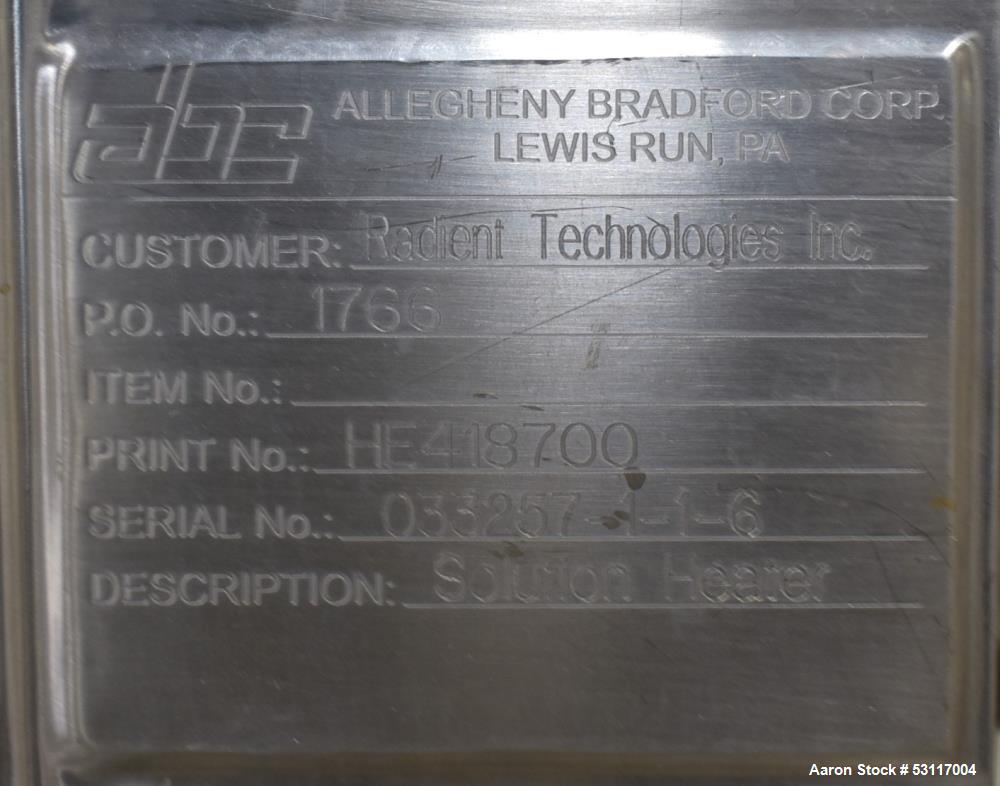 abc
ALLEGHENY BRADFORD CORP.
LEWIS RUN, PA
CUSTOMER: Radient Technologies Inc.
P.O. No.: 1766
ITEM No.:
PRINT No.: HE418700
SERIAL No.: 033257-1-1-6
DESCRIPTION: Solution Heater
Aaron Stock # 53117004